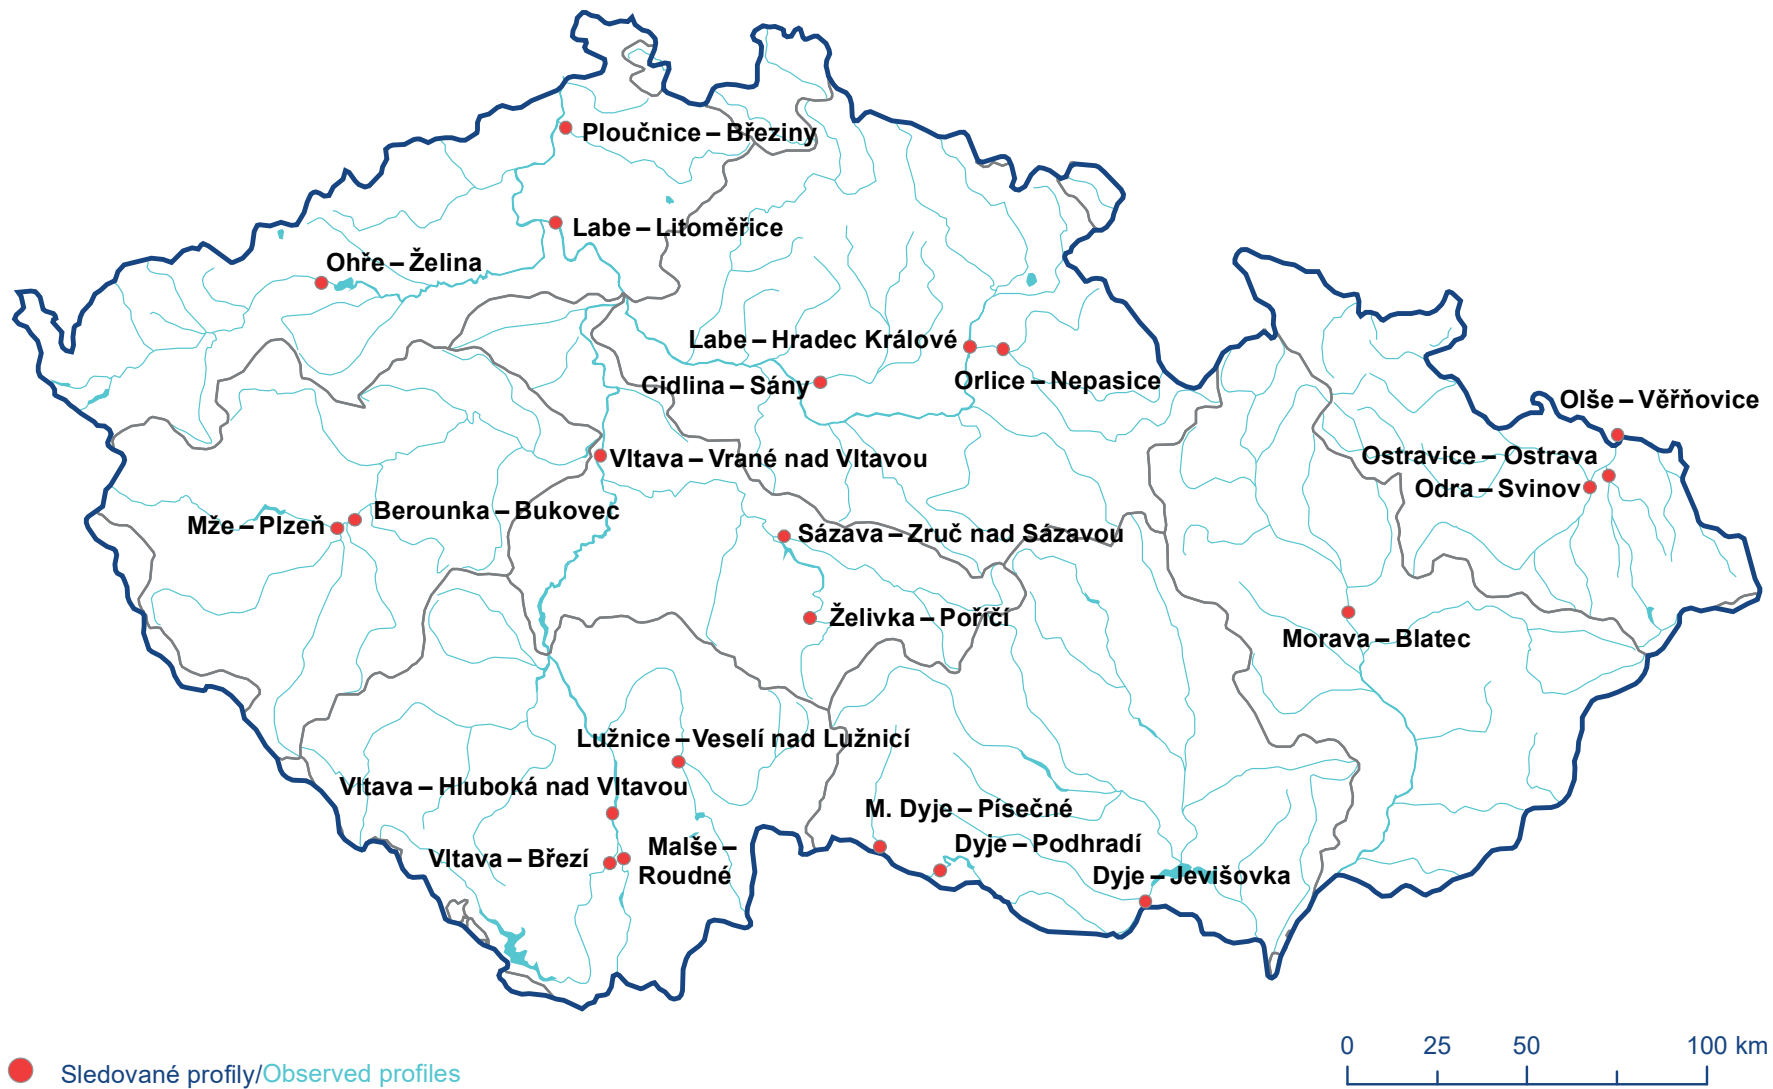 Ploučnice – Březiny
Labe – Litoměřice
Ohře – Želina
Labe – Hradec Králové
Cidlina – Sány
Orlice – Nepasice
Olše – Věřňovice
Ostravice – Ostrava
Odra – Svinov
Vltava – Vrané nad Vltavou
Berounka – Bukovec
Mže – Plzeň
Sázava – Zruč nad Sázavou
Želivka – Poříčí
Morava – Blatec
Lužnice – Veselí nad Lužnicí
Vltava – Hluboká nad Vltavou
M. Dyje – Písečné
Dyje – Podhradí
Vltava – Březí
Malše –
Roudné
Dyje – Jevišovka
0 25 50 100 km
Sledované profily/Observed profiles